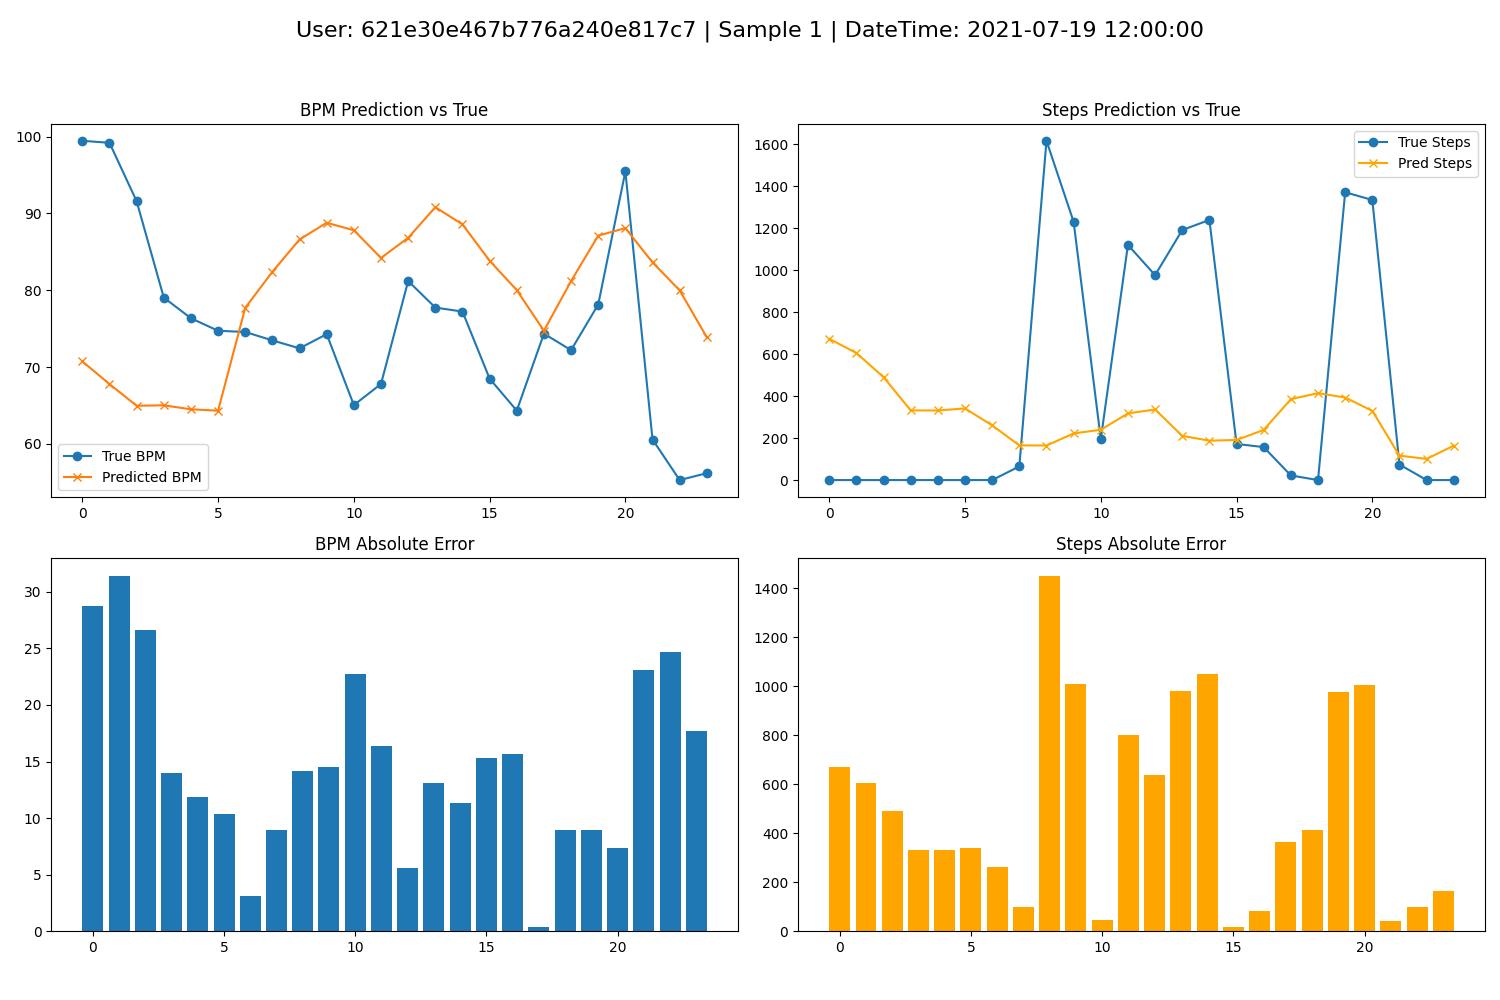 User: 621e30e467b776a240e817c7 | Sample 1 | DateTime: 2021-07-19 12:00:00
BPM Prediction vs True
100
90
80
70
60
True BPM
Predicted BPM
0 5 10 15 20
Steps Prediction vs True
1600
1400
1200
1000
800
600
400
200
0
True Steps
Pred Steps
0 5 10 15 20
BPM Absolute Error
30
25
20
15
10
5
0
0 5 10 15 20
Steps Absolute Error
1400
1200
1000
800
600
400
200
0
0 5 10 15 20